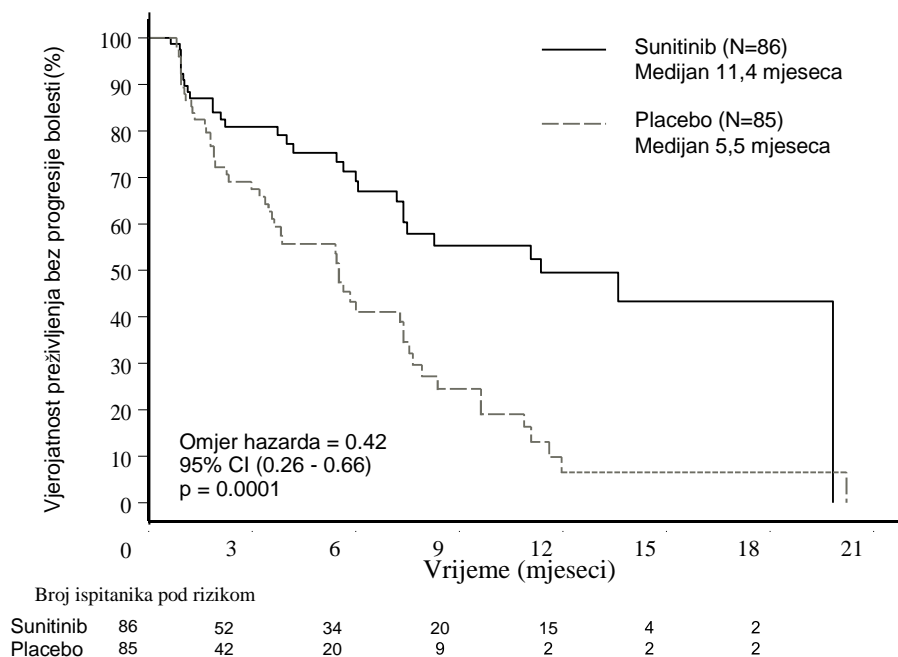 Vjerojatnost preživljenja bez progresije bolesti (%)
100
90
80
70
60
50
40
30
20
10
0
Sunitinib (N=86)
Medijan 11,4 mjeseca
Placebo (N=85)
Medijan 5,5 mjeseca
Omjer hazarda = 0.42
95% CI (0.26 - 0.66)
p = 0.0001
0 3 6 9 12 15 18 21
Vrijeme (mjeseci)
Broj ispitanika pod rizikom
Sunitinib 86 52 34 20 15 4 2
Placebo 85 42 20 9 2 2 2